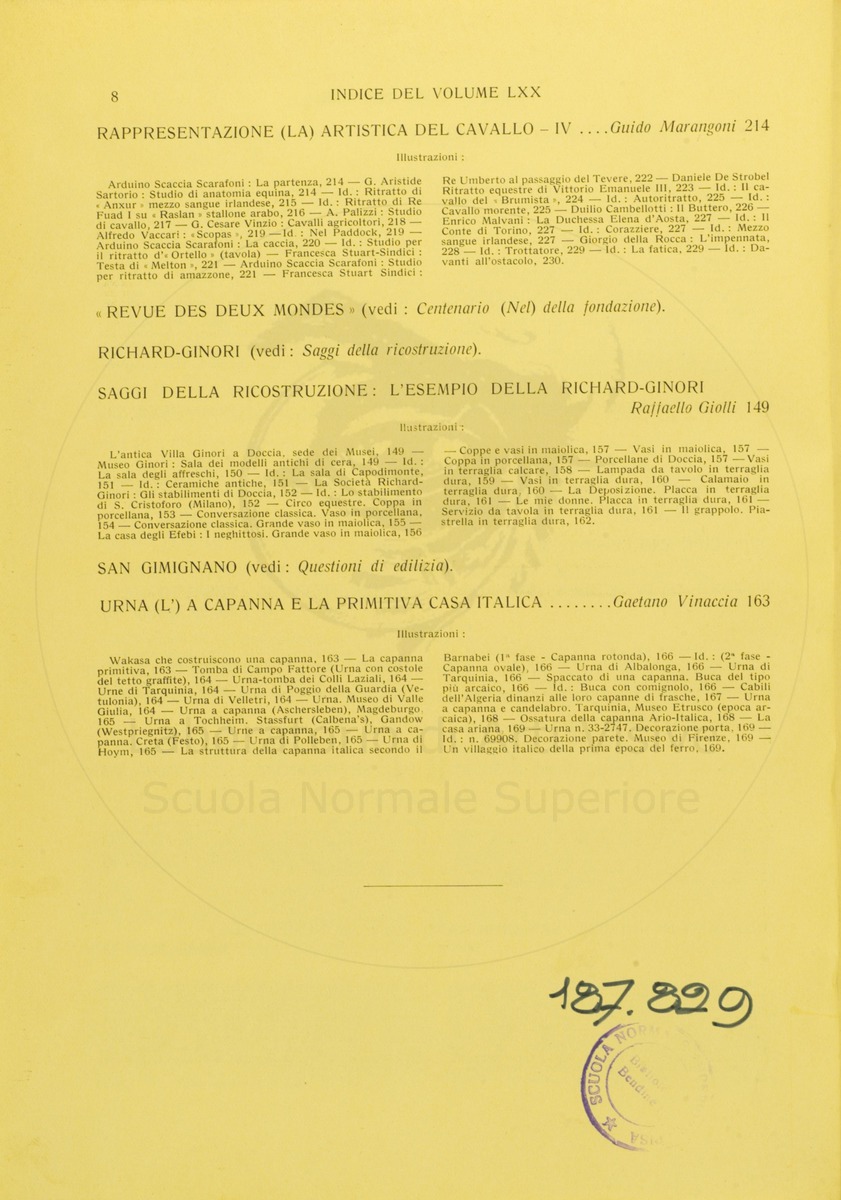 8
INDICE DEL VOLUME LXX
RAPPRESENTAZIONE (LA) ARTISTICA DEL CAVALLO – IV ....Guido Marangoni 214
Illustrazioni :
Arduino Scaccia Scarafoni : La partenza, 214 — G. Aristide
Sartorio : Studio di anatomia equina, 214 — Id. : Ritratto di
« Anxur » mezzo sangue irlandese, 215 — Id. : Ritratto di Re
Fuad I su « Raslan » stallone arabo, 216 — A. Palizzi : Studio
di cavallo, 217 — G. Cesare Vinzio : Cavalli agricoltori, 218 —
Alfredo Vaccari : «Scopas », 219 — Id. : Nel Paddock, 219 —
Arduino Scaccia Scarafoni : La caccia, 220 — Id. : Studio per
il ritratto d'« Ortello » (tavola) — Francesca Stuart-Sindici :
Testa di « Melton », 221 — Arduino Scaccia Scarafoni : Studio
per ritratto di amazzone, 221 — Francesca Stuart Sindici :
Re Umberto al passaggio del Tevere, 222 — Daniele De Strobel
Ritratto equestre di Vittorio Emanuele III, 223 — Id. : Il ca-
vallo del « Brumista », 224 — Id. : Autoritratto, 225 — Id. :
Cavallo morente, 225 — Duilio Cambellotti : Il Buttero, 226 —
Enrico Malvani : La Duchessa Elena d'Aosta, 227 — Id. : Il
Conte di Torino, 227 — Id. : Corazziere, 227 — Id. : Mezzo
sangue irlandese, 227 — Giorgio della Rocca : L'impennata,
228 — Id. : Trottatore, 229 — Id. : La fatica, 229 — Id. : Da-
vanti all'ostacolo, 230.
« REVUE DES DEUX MONDES » (vedi : Centenario (Nel) della fondazione).
RICHARD-GINORI (vedi : Saggi della ricostruzione).
SAGGI DELLA RICOSTRUZIONE : L'ESEMPIO DELLA RICHARD-GINORI
Raffaello Giolli 149
Ilustrazioni :
L'antica Villa Ginori a Doccia, sede dei Musei, 149 —
Museo Ginori : Sala dei modelli antichi di cera, 149 — Id. :
La sala degli affreschi, 150 — Id. : La sala di Capodimonte,
151 — Id. : Ceramiche antiche, 151 — La Società Richard-
Ginori : Gli stabilimenti di Doccia, 152 — Id. : Lo stabilimento
di S. Cristoforo (Milano), 152 — Circo equestre. Coppa in
porcellana, 153 — Conversazione classica. Vaso in porcellana,
154 — Conversazione classica. Grande vaso in maiolica, 155 —
La casa degli Efebi : I neghittosi. Grande vaso in maiolica, 156
— Coppe e vasi in maiolica, 157 — Vasi in maiolica, 157 —
Coppa in porcellana, 157 — Porcellane di Doccia, 157 — Vasi
in terraglia calcare, 158 — Lampada da tavolo in terraglia
dura, 159 — Vasi in terraglia dura, 160 — Calamaio in
terraglia dura, 160 — La Deposizione. Placca in terraglia
dura, 161 — Le mie donne. Placca in terraglia dura, 161 —
Servizio da tavola in terraglia dura, 161 — Il grappolo. Pia-
strella in terraglia dura, 162.
SAN GIMIGNANO (vedi : Questioni di edilizia).
URNA (L') A CAPANNA E LA PRIMITIVA CASA ITALICA ........Gaetano Vinaccia 163
Illustrazioni :
Wakasa che costruiscono una capanna, 163 — La capanna
primitiva, 163 — Tomba di Campo Fattore (Urna con costole
del tetto graffite), 164 — Urna-tomba dei Colli Laziali, 164 —
Urne di Tarquinia, 164 — Urna di Poggio della Guardia (Ve-
tulonia), 164 — Urna di Velletri, 164 — Urna. Museo di Valle
Giulia, 164 — Urna a capanna (Aschersleben), Magdeburgo.
165 — Urna a Tochheim. Stassfurt (Calbena's), Gandow
(Westpriegnitz), 165 — Urne a capanna, 165 — Urna a ca-
panna. Creta (Festo), 165 — Urna di Polleben, 165 — Urna di
Hoym, 165 — La struttura della capanna italica secondo il
Barnabei (1ª fase - Capanna rotonda), 166 — Id. : (2ª fase -
Capanna ovale), 166 — Urna di Albalonga, 166 — Urna di
Tarquinia, 166 — Spaccato di una capanna. Buca del tipo
più arcaico, 166 — Id. : Buca con comignolo, 166 — Cabili
dell'Algeria dinanzi alle loro capanne di frasche, 167 — Urna
a capanna e candelabro. Tarquinia, Museo Etrusco (epoca ar-
caica), 168 — Ossatura della capanna Ario-Italica, 168 — La
casa ariana, 169 — Urna n. 33-2747. Decorazione porta, 169 —
Id. : n. 69908. Decorazione parete. Museo di Firenze, 169 —
Un villaggio italico della prima epoca del ferro, 169.
Scuola Normale Superiore
187.829
SCUOLA NOR